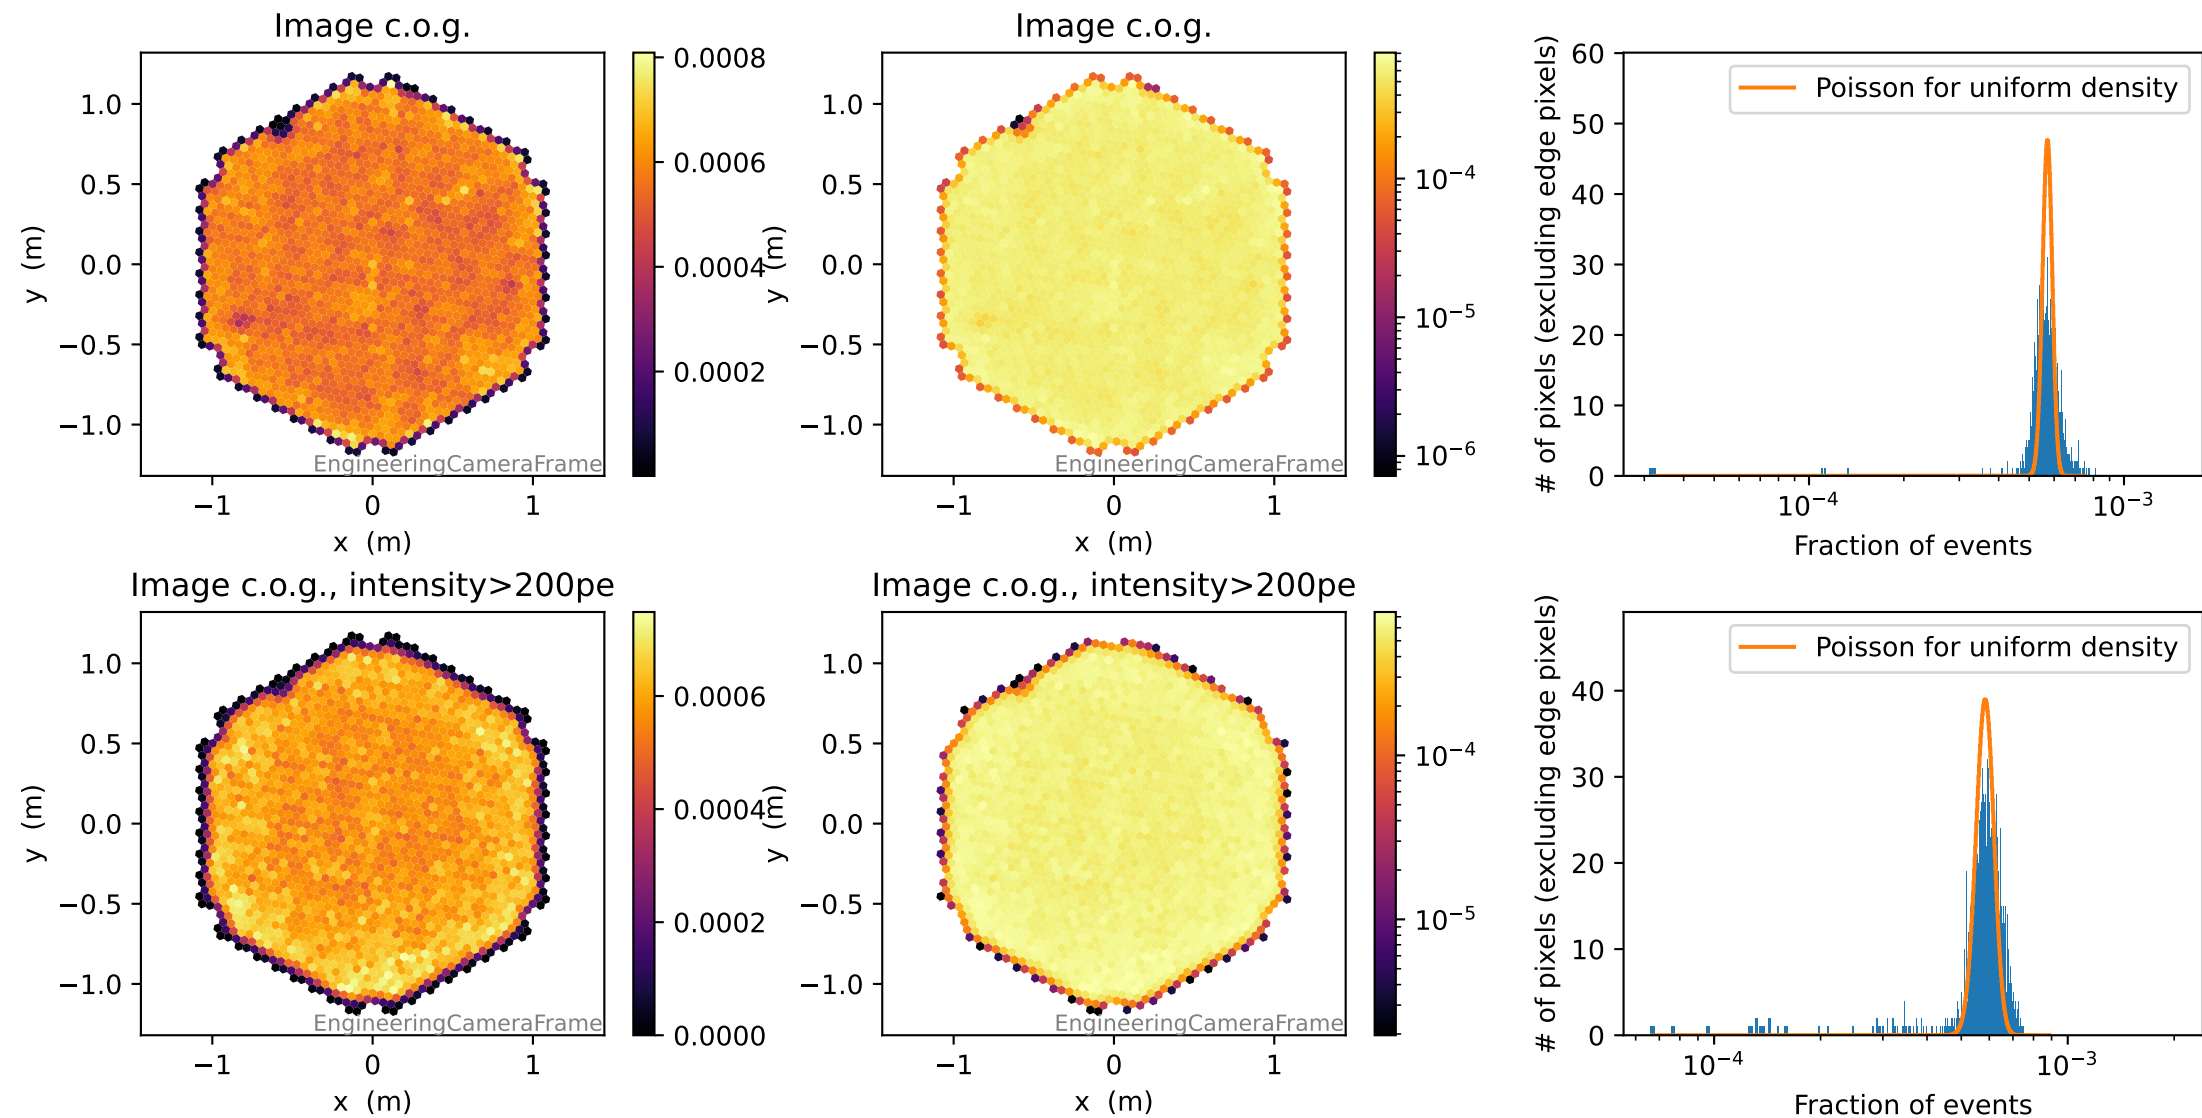 Image c.o.g.
0.0008
0.0006
0.0004
0.0002
1.0
0.5
0.0
−0.5
−1.0
y (m)
EngineeringCameraFrame
−1 0 1
x (m)
Image c.o.g.
10−4
10−5
10−6
1.0
0.5
0.0
−0.5
−1.0
y (m)
EngineeringCameraFrame
−1 0 1
x (m)
Poisson for uniform density
60
50
40
30
20
10
0
# of pixels (excluding edge pixels)
10−4 10−3
Fraction of events
Image c.o.g., intensity>200pe
0.0006
0.0004
0.0002
0.0000
1.0
0.5
0.0
−0.5
−1.0
y (m)
EngineeringCameraFrame
−1 0 1
x (m)
Image c.o.g., intensity>200pe
10−4
10−5
1.0
0.5
0.0
−0.5
−1.0
y (m)
EngineeringCameraFrame
−1 0 1
x (m)
Poisson for uniform density
40
30
20
10
0
# of pixels (excluding edge pixels)
10−4 10−3
Fraction of events